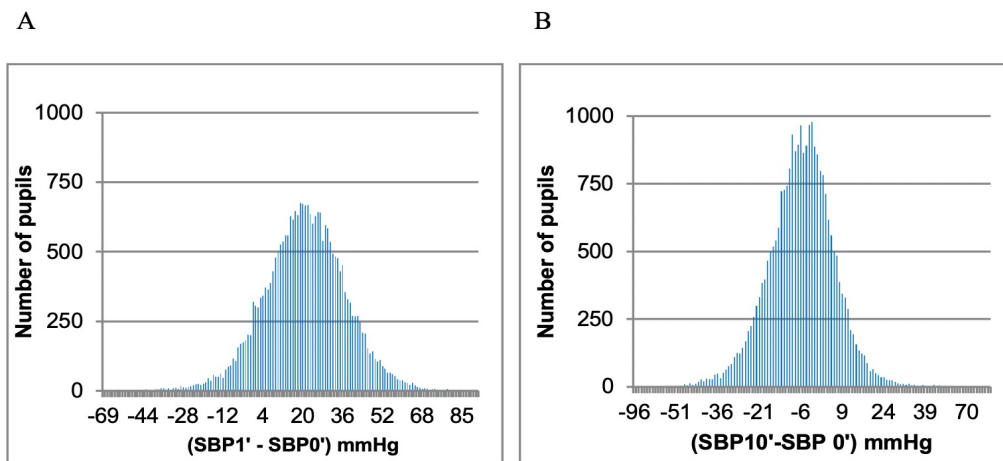 A
B
1000
750
500
250
0
Number of pupils
-69 -44 -28 -12 4 20 36 52 68 85
(SBP1' - SBP0') mmHg
1000
750
500
250
0
Number of pupils
-96 -51 -36 -21 -6 9 24 39 70
(SBP10'-SBP 0') mmHg